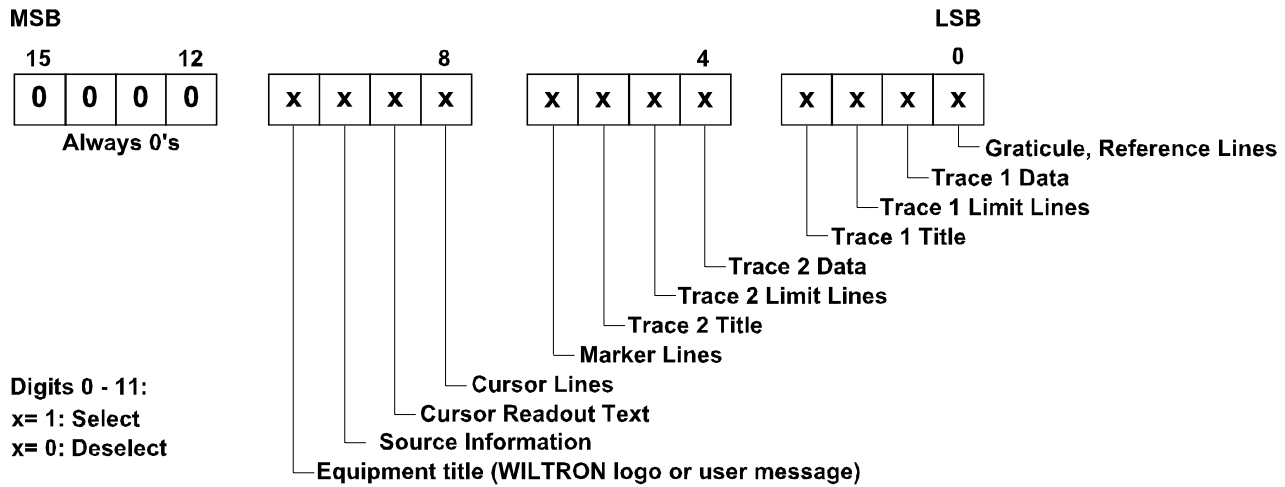 MSB LSB
15 12 8 4 0
0 0 0 0 x x x x x x x x x x x x
Always 0's
Graticule, Reference Lines
Trace 1 Data
Trace 1 Limit Lines
Trace 1 Title
Trace 2 Data
Trace 2 Limit Lines
Trace 2 Title
Marker Lines
Cursor Lines
Cursor Readout Text
Source Information
Equipment title (WILTRON logo or user message)
Digits 0 - 11:
x= 1: Select
x= 0: Deselect